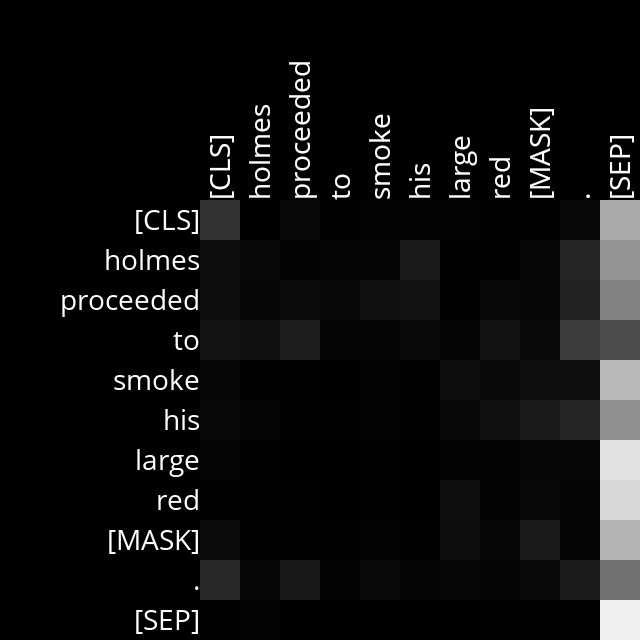 [CLS] holmes proceeded to smoke his large red [MASK] . [SEP]
[CLS]
holmes
proceeded
to
smoke
his
large
red
[MASK]
.
[SEP]